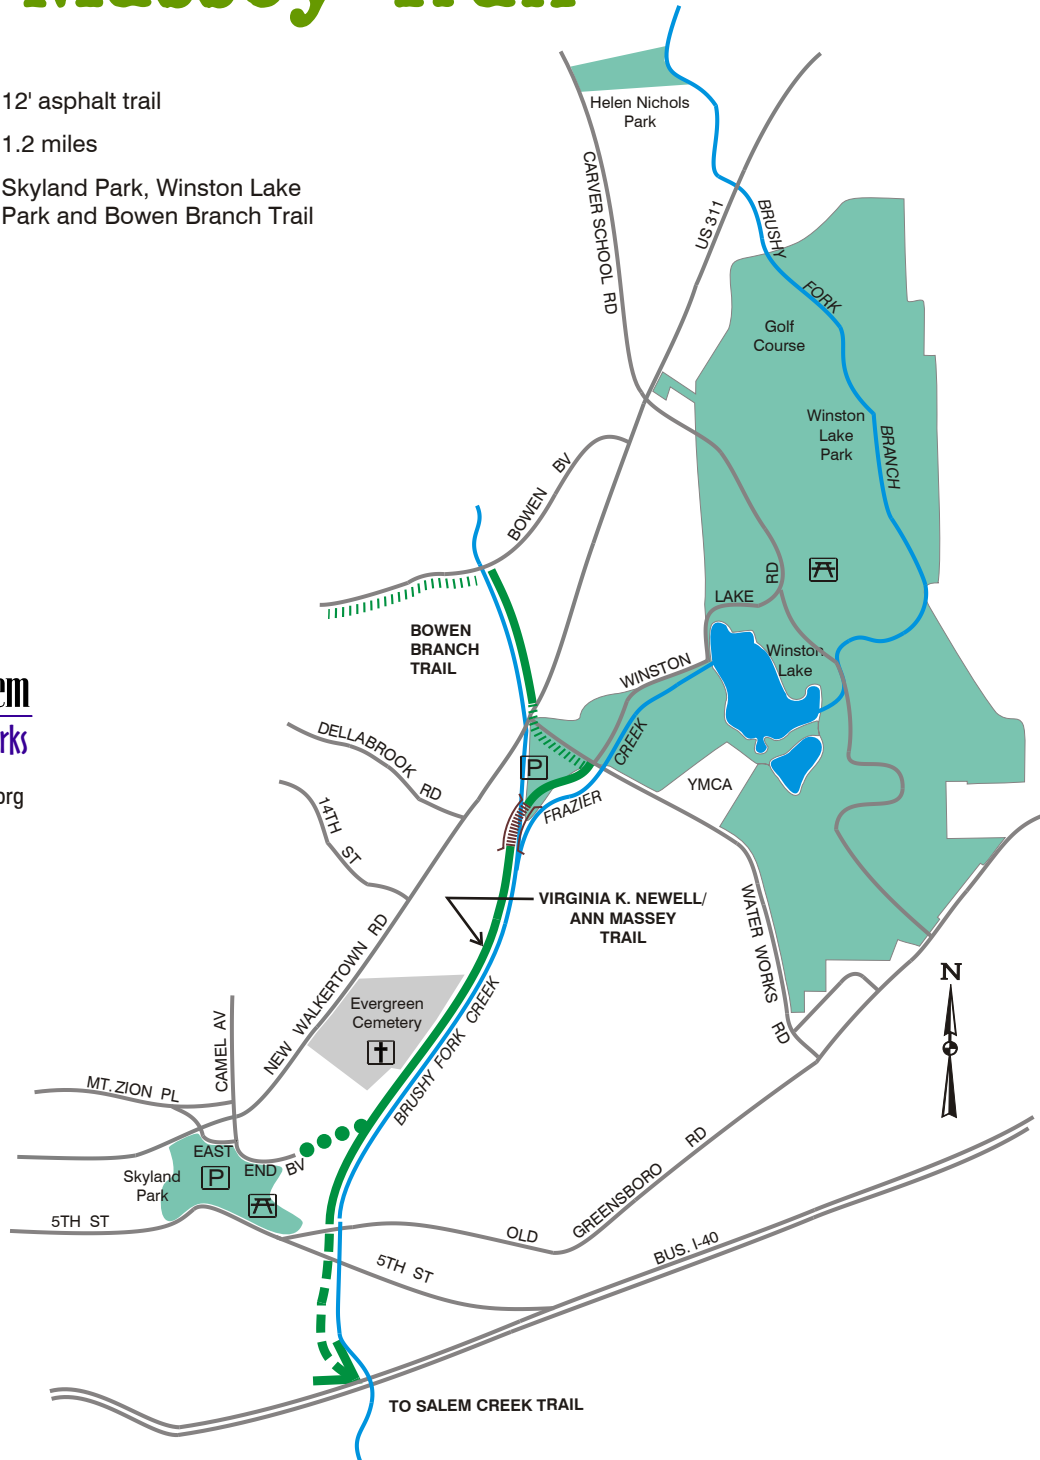 Massey Trail
12' asphalt trail
1.2 miles
Skyland Park, Winston Lake
Park and Bowen Branch Trail
Helen Nichols
Park
CARVER SCHOOL RD
US 311
BRUSHY
FORK
BRANCH
Golf
Course
Winston
Lake
Park
BOWEN BV
RD
LAKE
WINSTON
Winston
Lake
BOWEN
BRANCH
TRAIL
em
rks
org
DELLABROOK
RD
14TH
ST
P
CREEK
FRAZIER
YMCA
VIRGINIA K. NEWELL/
ANN MASSEY
TRAIL
WATER WORKS
RD
N
NEW WALKERTOWN RD
Evergreen
Cemetery
BRUSHY FORK CREEK
CAMEL AV
MT. ZION PL
EAST
END
BV
P
Skyland
Park
5TH ST
OLD
GREENSBORO
RD
5TH ST
BUS. I-40
TO SALEM CREEK TRAIL